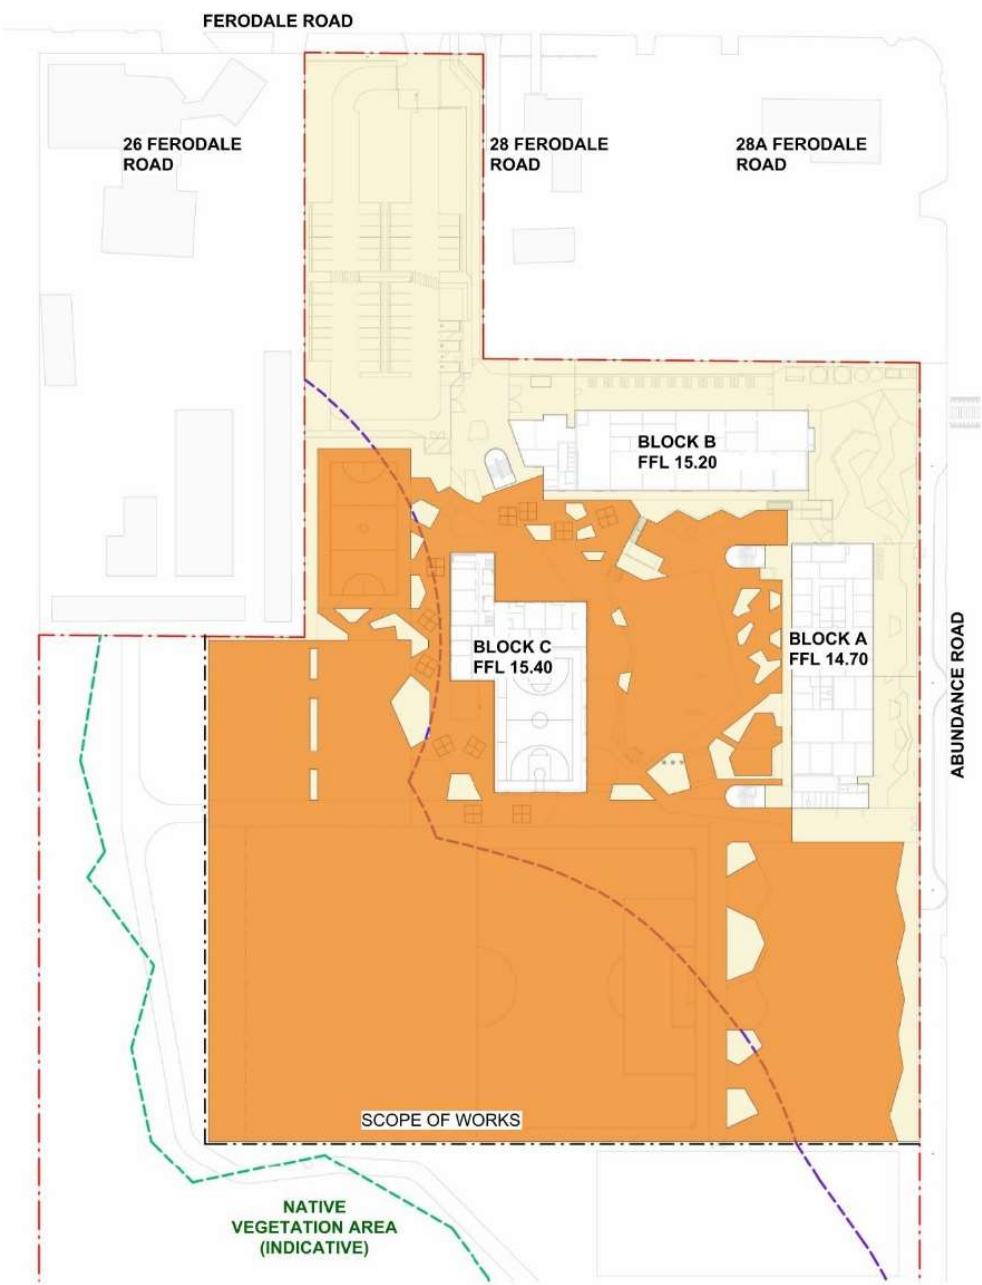 FERODALE ROAD
26 FERODALE
ROAD
28 FERODALE
ROAD
28A FERODALE
ROAD
BLOCK B
FFL 15.20
BLOCK C
FFL 15.40
BLOCK A
FFL 14.70
ABUNDANCE ROAD
SCOPE OF WORKS
NATIVE
VEGETATION AREA
(INDICATIVE)